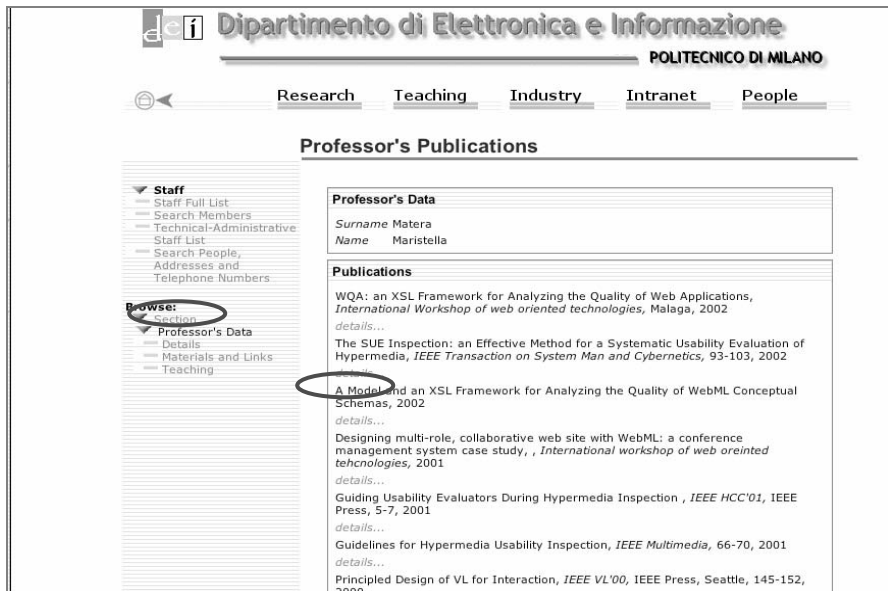 dei Dipartimento di Elettronica e Informazione
POLITECNICO DI MILANO
Research Teaching Industry Intranet People
Professor's Publications
Staff
Staff Full List
Search Members
Technical-Administrative
Staff List
Search People,
Addresses and
Telephone Numbers
Browse:
Section
Professor's Data
Details
Materials and Links
Teaching
Professor's Data
Surname Matera
Name Maristella
Publications
WQA: an XSL Framework for Analyzing the Quality of Web Applications,
International Workshop of web oriented technologies, Malaga, 2002
details...
The SUE Inspection: an Effective Method for a Systematic Usability Evaluation of
Hypermedia, IEEE Transaction on System Man and Cybernetics, 93-103, 2002
details...
A Model and an XSL Framework for Analyzing the Quality of WebML Conceptual
Schemas, 2002
details...
Designing multi-role, collaborative web site with WebML: a conference
management system case study, , International workshop of web oreinted
tehcnologies, 2001
details...
Guiding Usability Evaluators During Hypermedia Inspection , IEEE HCC'01, IEEE
Press, 5-7, 2001
details...
Guidelines for Hypermedia Usability Inspection, IEEE Multimedia, 66-70, 2001
details...
Principled Design of VL for Interaction, IEEE VL'00, IEEE Press, Seattle, 145-152,
2000